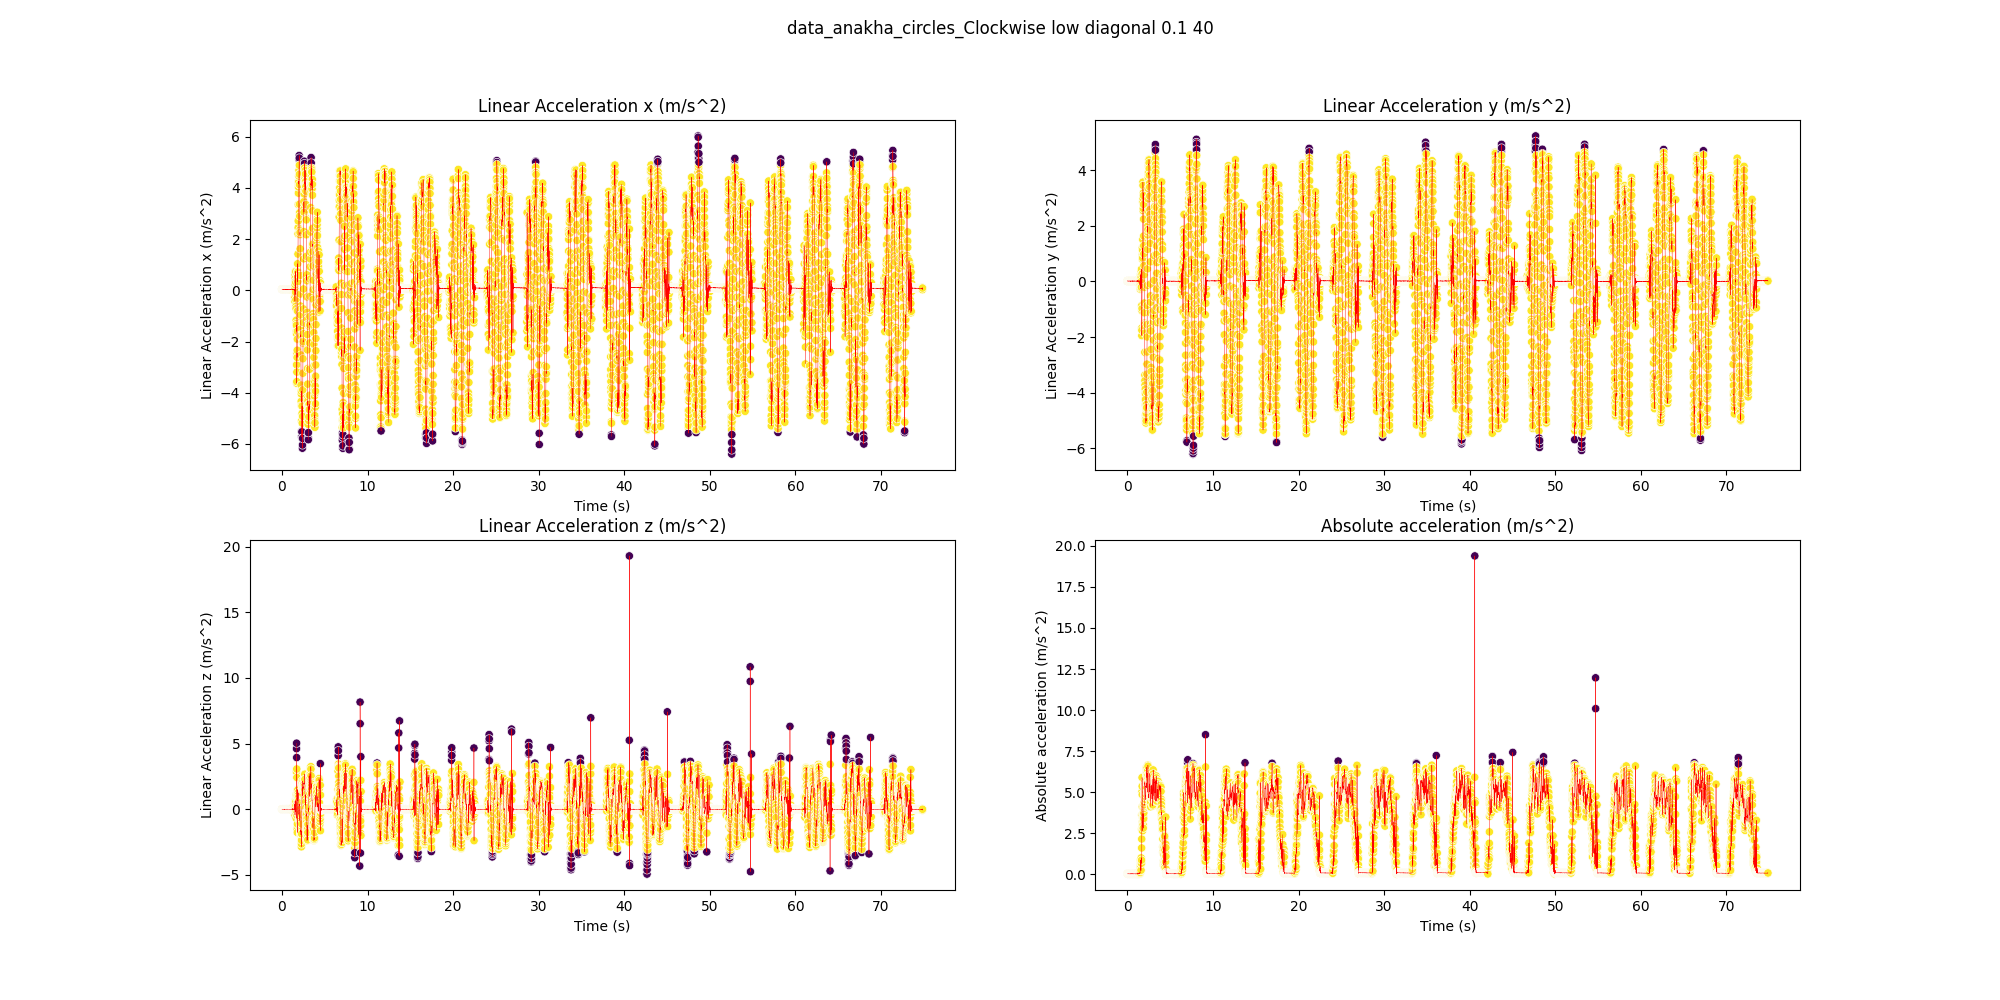 data_anakha_circles_Clockwise low diagonal 0.1 40
Linear Acceleration x (m/s^2)
Linear Acceleration x (m/s^2)
6
4
2
0
−2
−4
−6
0 10 20 30 40 50 60 70
Time (s)
Linear Acceleration y (m/s^2)
Linear Acceleration y (m/s^2)
4
2
0
−2
−4
−6
0 10 20 30 40 50 60 70
Time (s)
Linear Acceleration z (m/s^2)
Linear Acceleration z (m/s^2)
20
15
10
5
0
−5
0 10 20 30 40 50 60 70
Time (s)
Absolute acceleration (m/s^2)
Absolute acceleration (m/s^2)
20.0
17.5
15.0
12.5
10.0
7.5
5.0
2.5
0.0
0 10 20 30 40 50 60 70
Time (s)